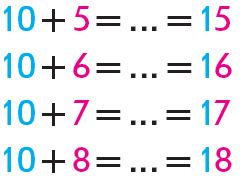 10 + 5 = ... = 15
10 + 6 = ... = 16
10 + 7 = ... = 17
10 + 8 = ... = 18